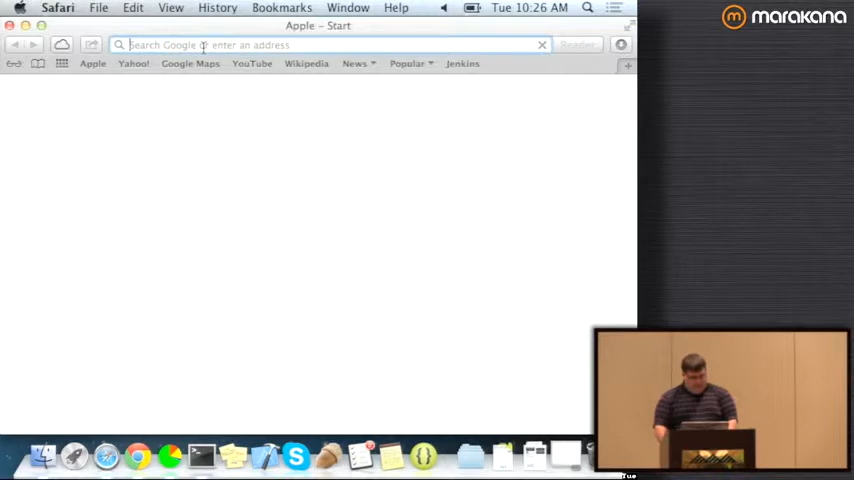 Safari File Edit View History Bookmarks Window Help Tue 10:26 AM
marakana
Apple – Start
Search Google or enter an address
Reader
Apple Yahoo! Google Maps YouTube Wikipedia News Popular Jenkins
Tue